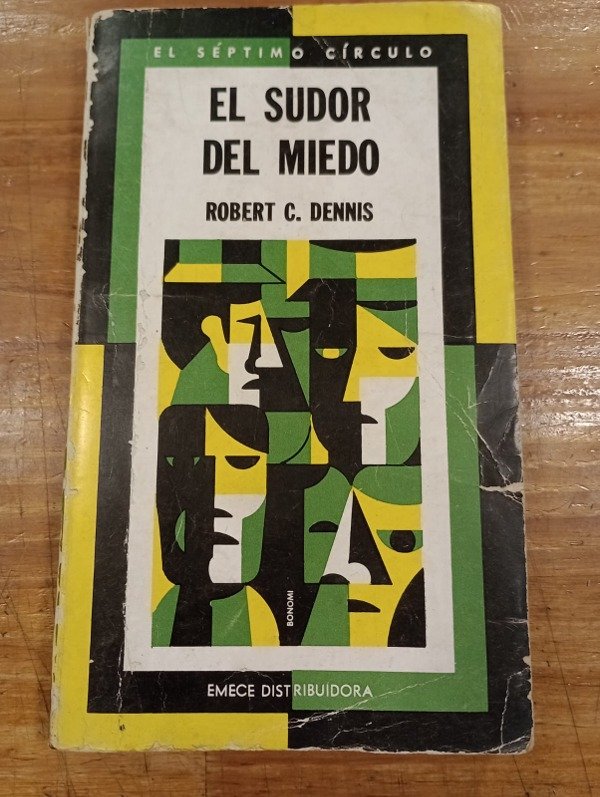 EL SÉPTIMO CÍRCULO
EL SUDOR
DEL MIEDO
ROBERT C. DENNIS
BONOMI
EMECE DISTRIBUIDORA